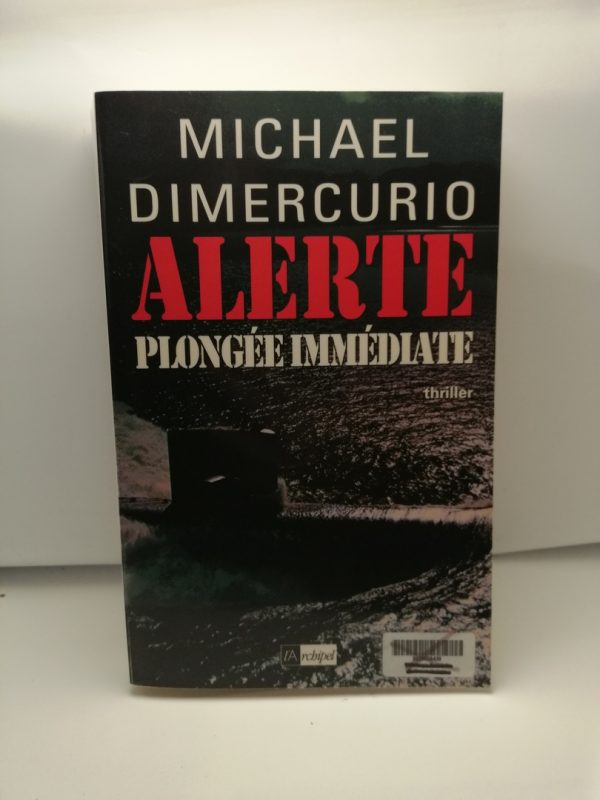 MICHAEL
DIMERCURIO
ALERTE
PLONGÉE IMMÉDIATE
thriller
l'Archipel